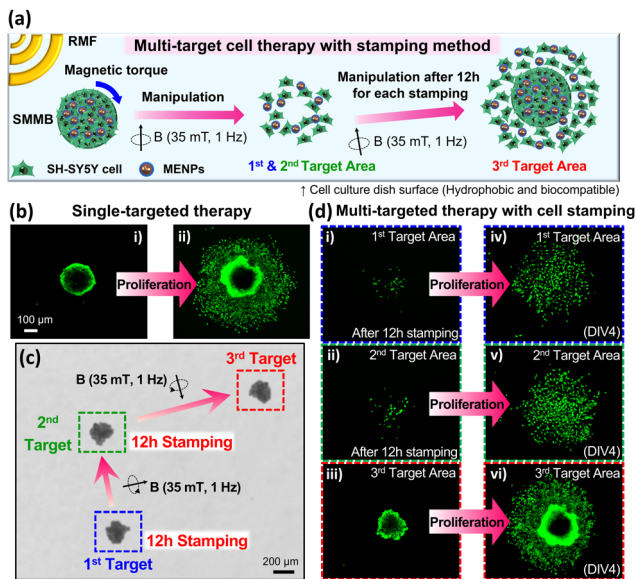 (a)
RMF
Multi-target cell therapy with stamping method
Magnetic torque
SMMB
Manipulation
B (35 mT, 1 Hz)
Manipulation after 12h
for each stamping
B (35 mT, 1 Hz)
SH-SY5Y cell
MENPs
1st & 2nd Target Area
3rd Target Area
↑ Cell culture dish surface (Hydrophobic and biocompatible)
(b)
Single-targeted therapy
i)
Proliferation
ii)
100 µm
(c)
3rd Target
B (35 mT, 1 Hz)
2nd
Target
12h Stamping
B (35 mT, 1 Hz)
12h Stamping
1st Target
200 µm
(d) Multi-targeted therapy with cell stamping
i)
1st Target Area
After 12h stamping
Proliferation
iv)
1st Target Area
(DIV4)
ii)
2nd Target Area
After 12h stamping
Proliferation
v)
2nd Target Area
(DIV4)
iii)
3rd Target Area
Proliferation
vi)
3rd Target Area
(DIV4)